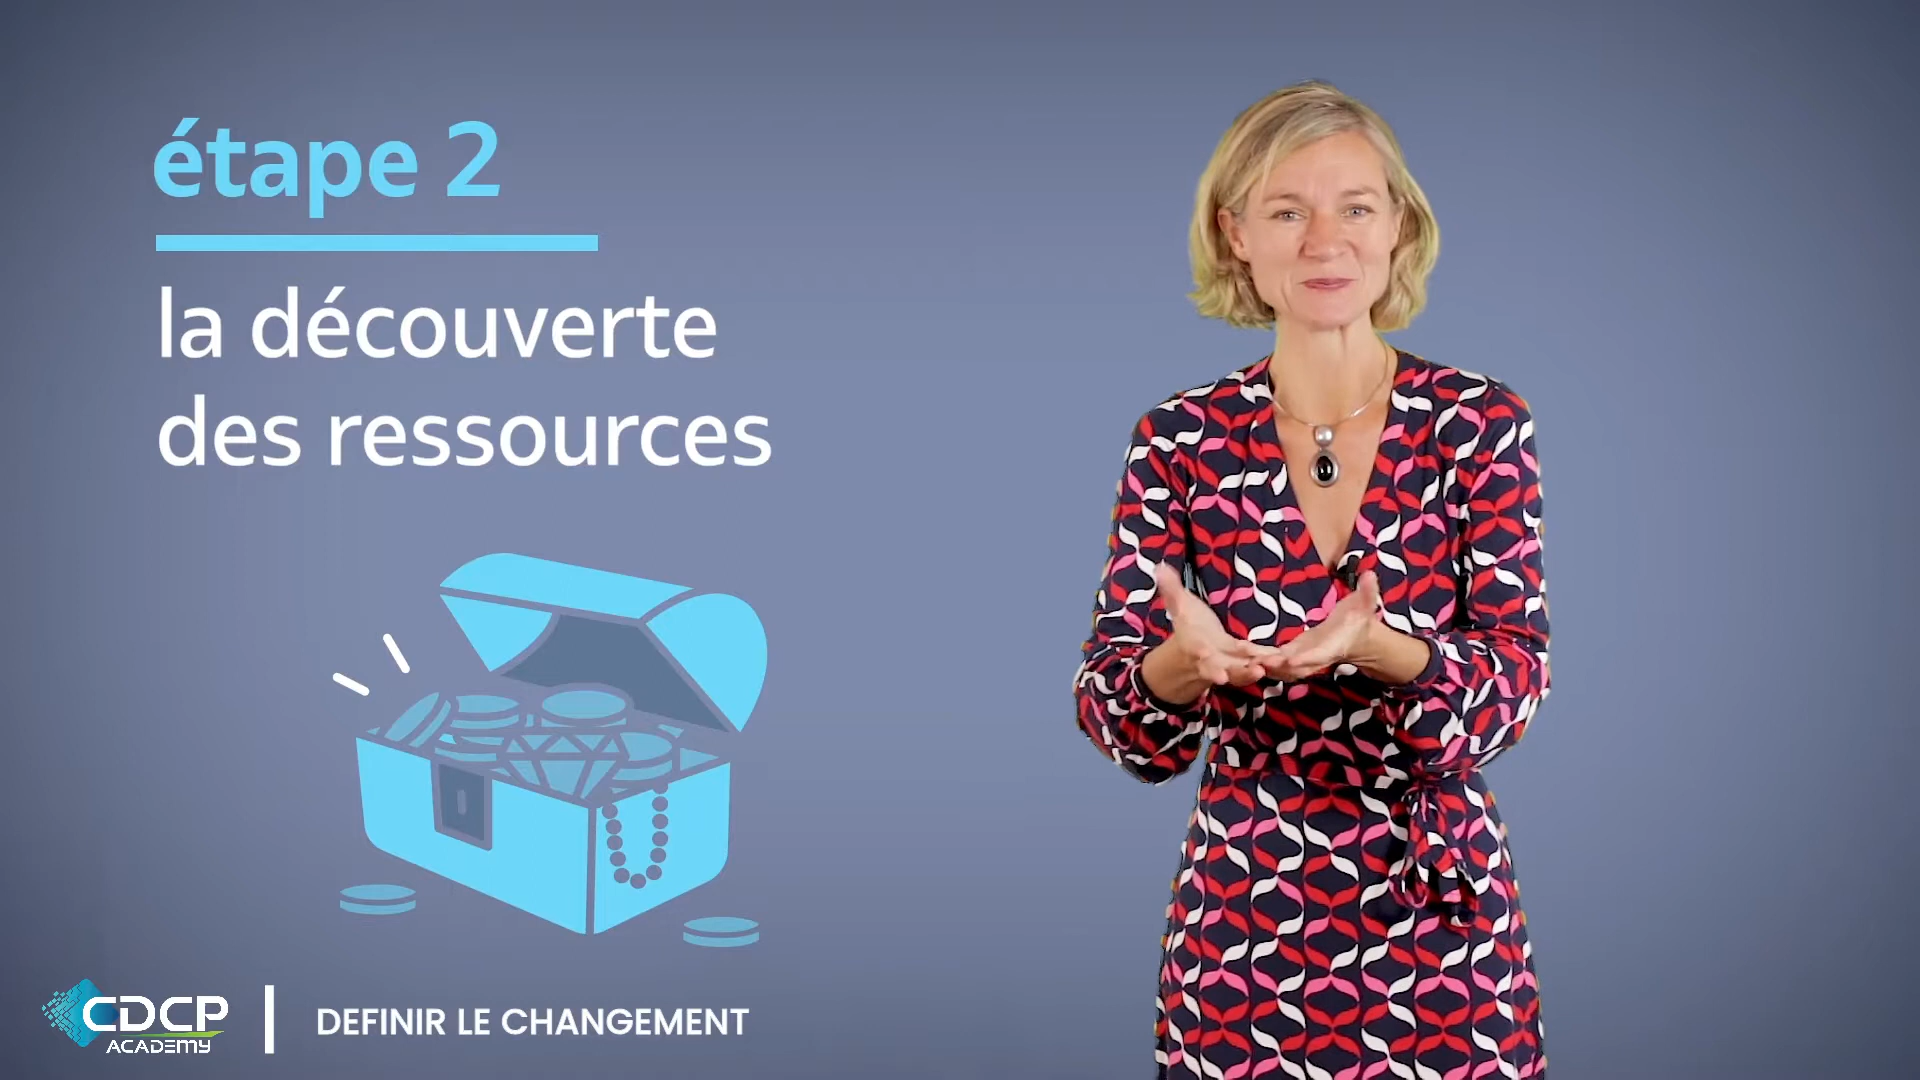 étape 2
la découverte
des ressources
CDCP
ACADEMY
DEFINIR LE CHANGEMENT